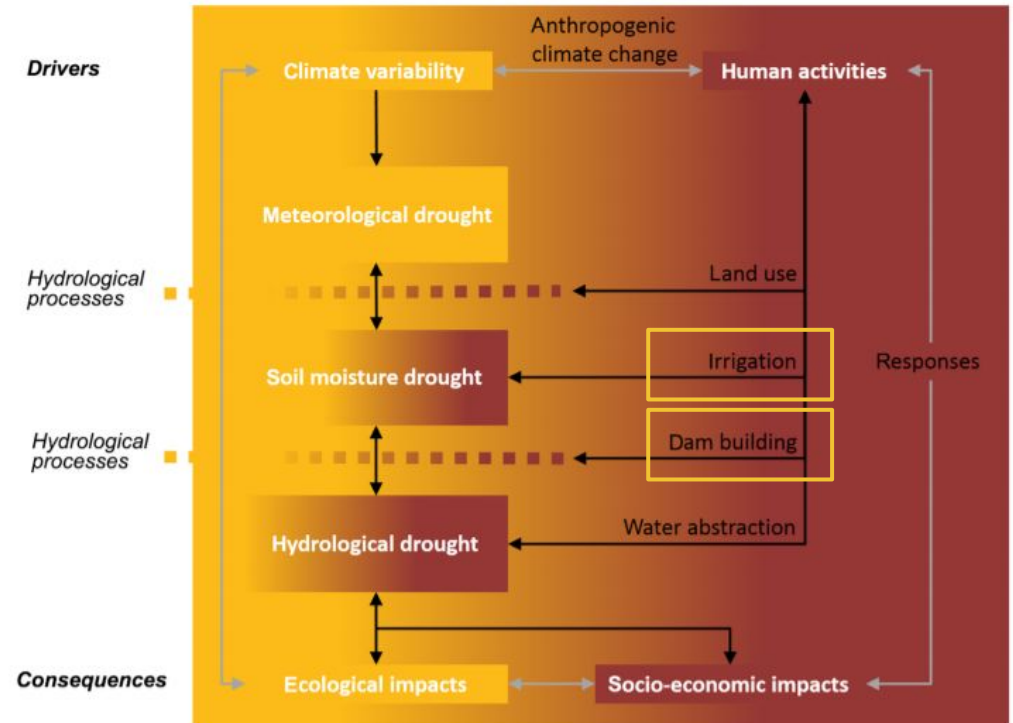 Anthropogenic
climate change
Drivers
Climate variability
Human activities
Meteorological drought
Hydrological
processes
Land use
Irrigation
Soil moisture drought
Responses
Hydrological
processes
Dam building
Water abstraction
Hydrological drought
Consequences
Ecological impacts
Socio-economic impacts